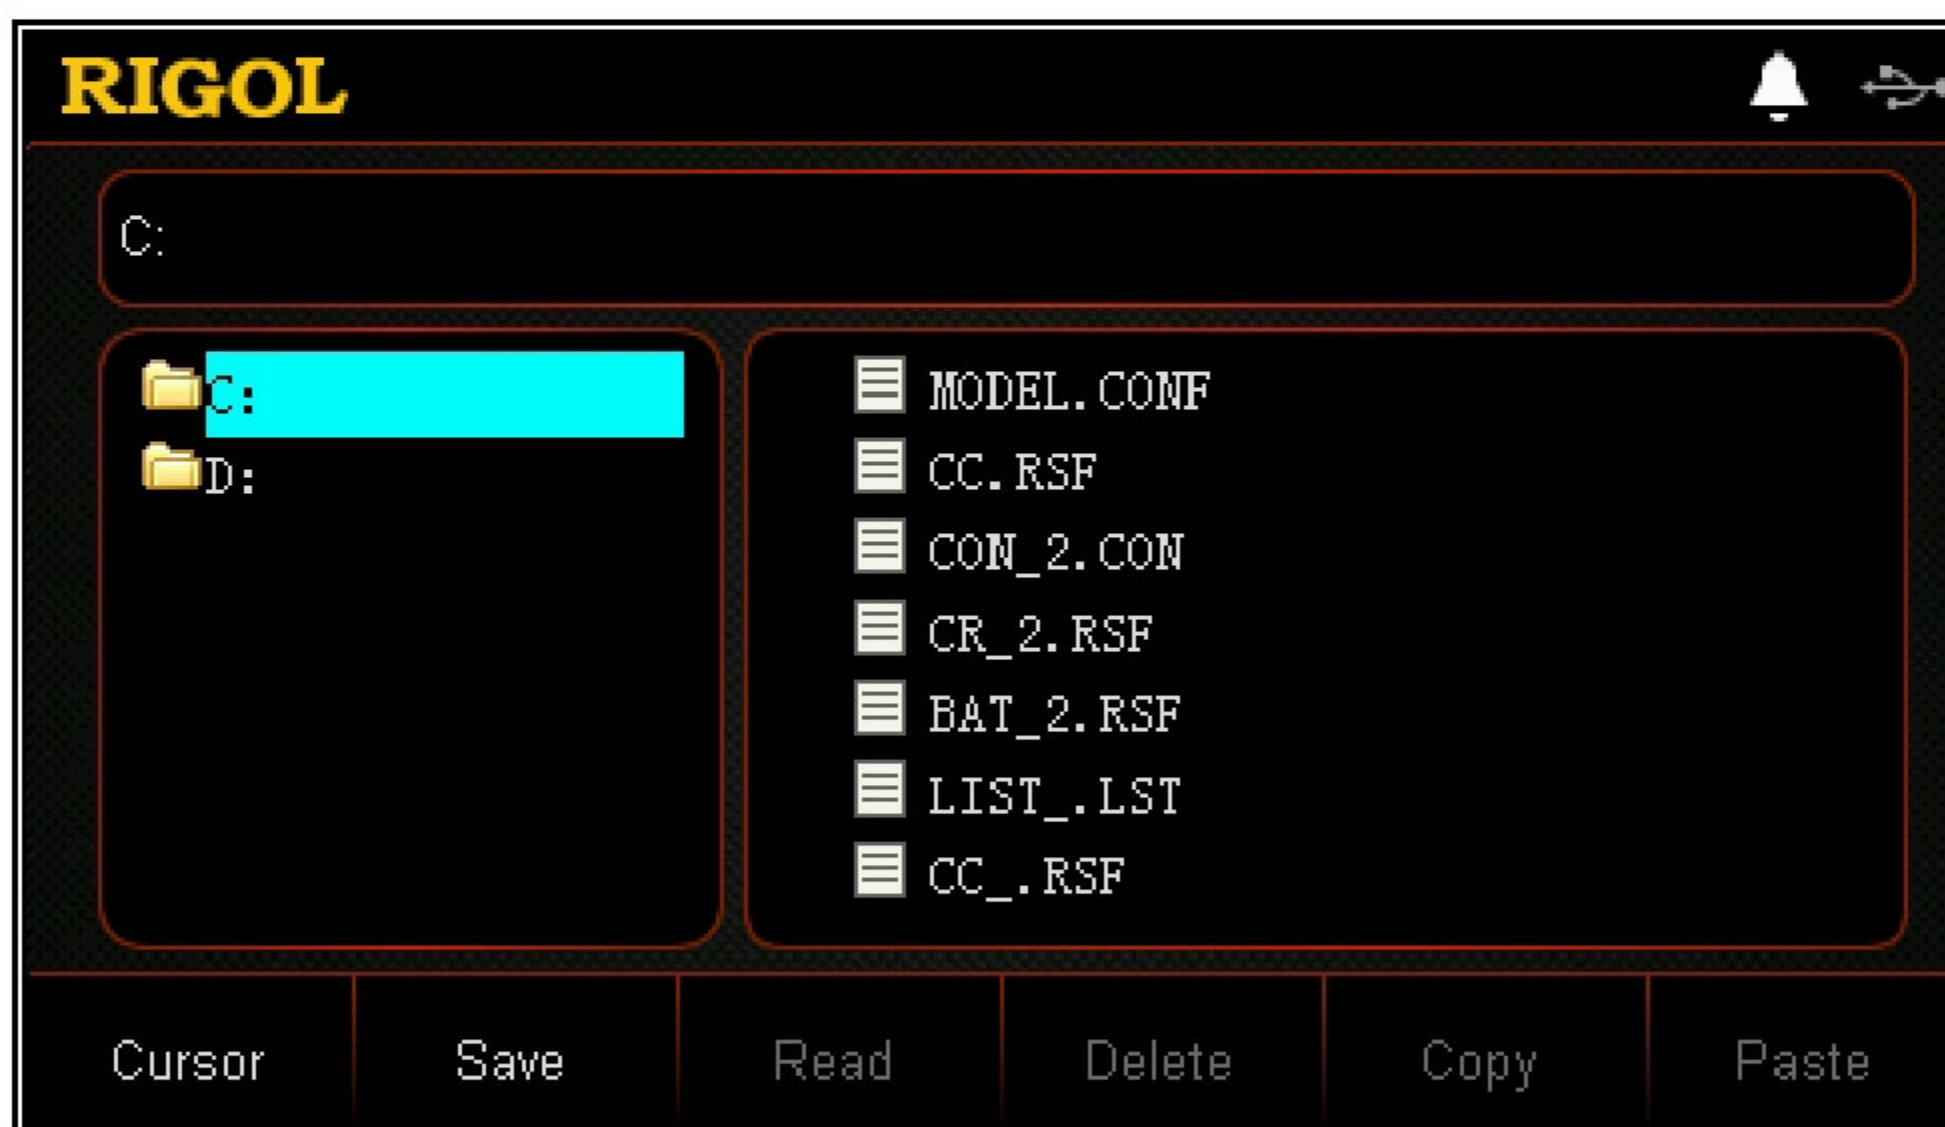 RIGOL
C:
C:
D:
MODEL.CONF
CC.RSF
CON_2.CON
CR_2.RSF
BAT_2.RSF
LIST_.LST
CC_.RSF
Cursor Save Read Delete Copy Paste